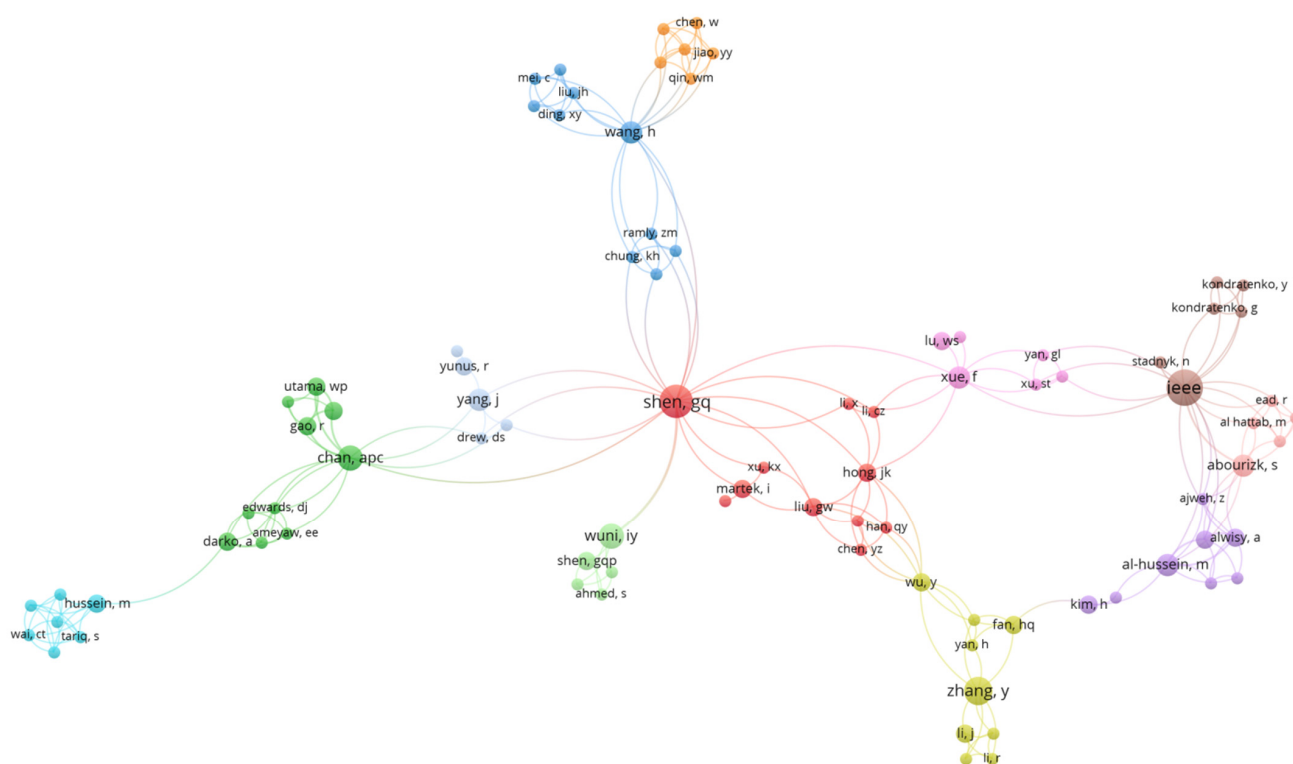 chen, w
jiao, yy
mei, c
qin, wm
liu, jh
ding, xy
wang, h
ramly, zm
chung, kh
kondratenko, y
kondratenko, g
lu, ws
yan, gl
stadnyk, n
yunus, r
xue, f
xu, st
ieee
utama, wp
yang, j
shen, gq
li, x
li, cz
ead, r
al hattab, m
gao, r
drew, ds
chan, apc
abourizk, s
xu, kx
hong, jk
martek, i
ajweh, z
edwards, dj
liu, gw
han, qy
ameyaw, ee
darko, a
wuni, iy
alwisy, a
chen, yz
shen, gqp
al-hussein, m
wu, y
ahmed, s
hussein, m
kim, h
fan, hq
wai, ct
tariq, s
yan, h
zhang, y
li, j
li, r